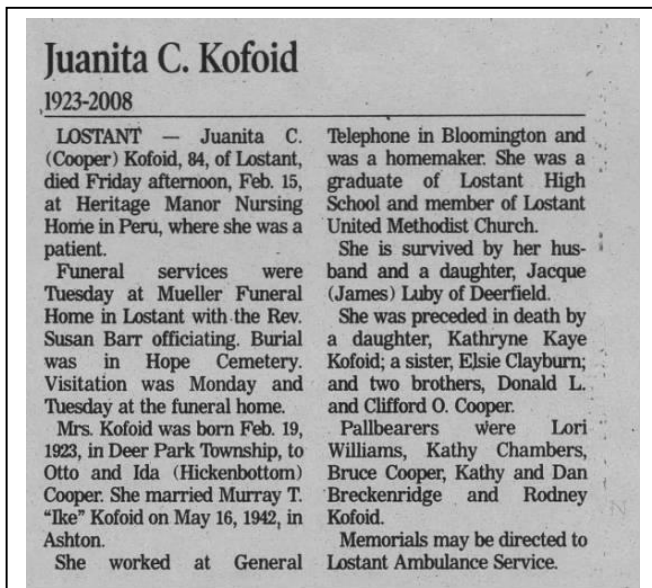 Juanita C. Kofoid
1923-2008
LOSTANT — Juanita C.
(Cooper) Kofoid, 84, of Lostant,
died Friday afternoon, Feb. 15,
at Heritage Manor Nursing
Home in Peru, where she was a
patient.
Funeral services were
Tuesday at Mueller Funeral
Home in Lostant with the Rev.
Susan Barr officiating. Burial
was in Hope Cemetery.
Visitation was Monday and
Tuesday at the funeral home.
Mrs. Kofoid was born Feb. 19,
1923, in Deer Park Township, to
Otto and Ida (Hickenbottom)
Cooper. She married Murray T.
“Ike” Kofoid on May 16, 1942, in
Ashton.
She worked at General
Telephone in Bloomington and
was a homemaker. She was a
graduate of Lostant High
School and member of Lostant
United Methodist Church.
She is survived by her hus-
band and a daughter, Jacque
(James) Luby of Deerfield.
She was preceded in death by
a daughter, Kathryne Kaye
Kofoid; a sister, Elsie Clayburn;
and two brothers, Donald L.
and Clifford O. Cooper.
Pallbearers were Lori
Williams, Kathy Chambers,
Bruce Cooper, Kathy and Dan
Breckenridge and Rodney
Kofoid.
Memorials may be directed to
Lostant Ambulance Service.